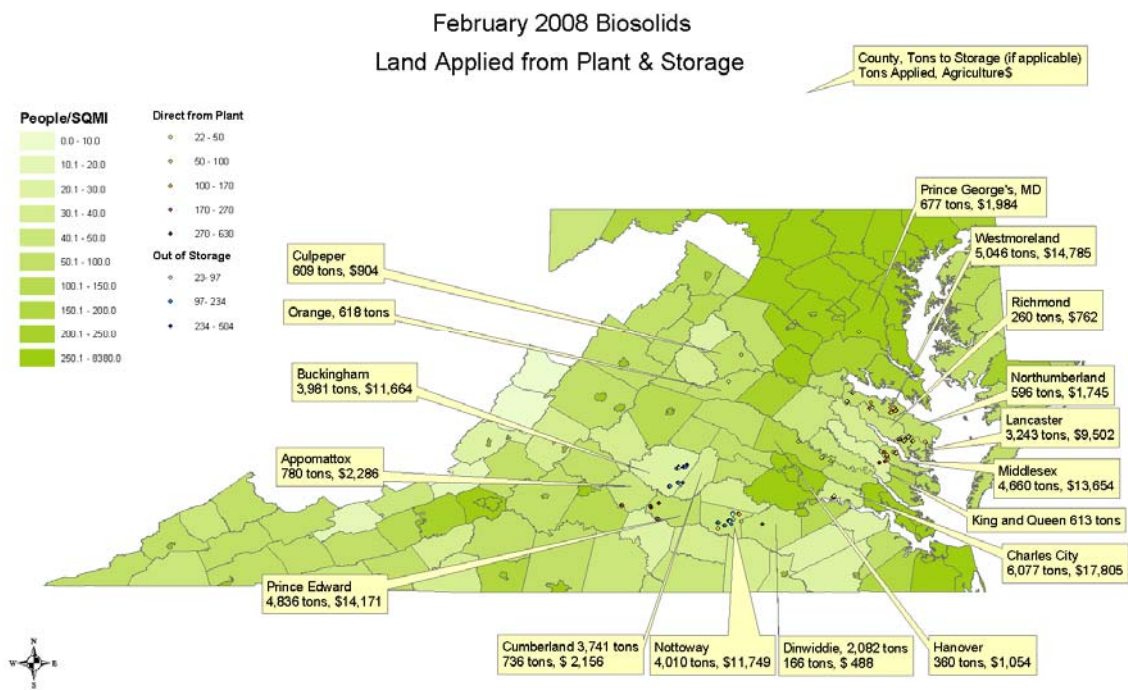 February 2008 Biosolids
Land Applied from Plant & Storage
County, Tons to Storage (if applicable)
Tons Applied, Agriculture$
People/SQMI
0.0 - 10.0
10.1 - 20.0
20.1 - 30.0
30.1 - 40.0
40.1 - 50.0
50.1 - 100.0
100.1 - 150.0
150.1 - 200.0
200.1 - 250.0
250.1 - 8380.0
Direct from Plant
22 - 50
50 - 100
100 - 170
170 - 270
270 - 630
Out of Storage
23- 97
97- 234
234 - 504
Prince George's, MD
677 tons, $1,984
Westmoreland
5,046 tons, $14,785
Culpeper
609 tons, $904
Richmond
260 tons, $762
Orange, 618 tons
Buckingham
3,981 tons, $11,664
Northumberland
596 tons, $1,745
Lancaster
3,243 tons, $9,502
Appomattox
780 tons, $2,286
Middlesex
4,660 tons, $13,654
King and Queen 613 tons
Charles City
6,077 tons, $17,805
Prince Edward
4,836 tons, $14,171
Cumberland 3,741 tons
736 tons, $ 2,156
Nottoway
4,010 tons, $11,749
Dinwiddie, 2,082 tons
166 tons, $ 488
Hanover
360 tons, $1,054
N
W
E
S